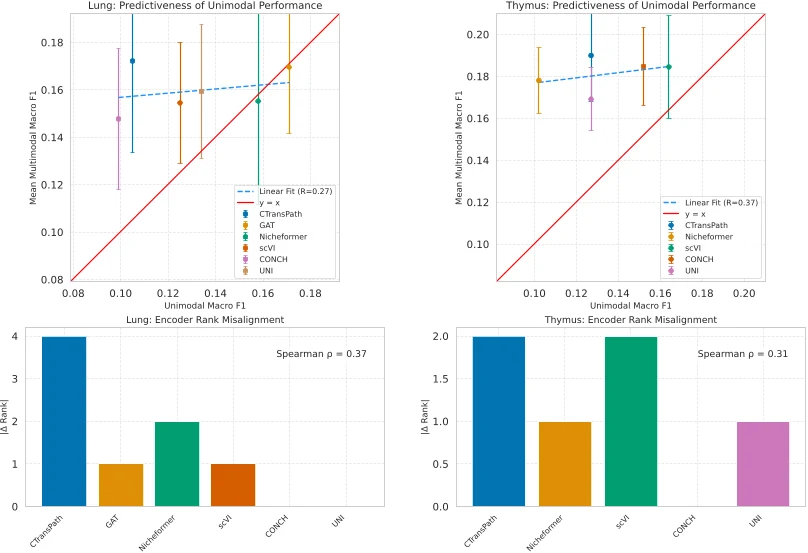 Lung: Predictiveness of Unimodal Performance
Mean Multimodal Macro F1
0.18
0.16
0.14
0.12
0.10
0.08
Linear Fit (R=0.27)
y = x
CTransPath
GAT
Nicheformer
scVI
CONCH
UNI
0.08 0.10 0.12 0.14 0.16 0.18
Unimodal Macro F1
Thymus: Predictiveness of Unimodal Performance
Mean Multimodal Macro F1
0.20
0.18
0.16
0.14
0.12
0.10
Linear Fit (R=0.37)
y = x
CTransPath
Nicheformer
scVI
CONCH
UNI
0.10 0.12 0.14 0.16 0.18 0.20
Unimodal Macro F1
Lung: Encoder Rank Misalignment
|Δ Rank|
4
3
2
1
0
Spearman ρ = 0.37
CTransPath
GAT
Nicheformer
scVI
CONCH
UNI
Thymus: Encoder Rank Misalignment
|Δ Rank|
2.0
1.5
1.0
0.5
0.0
Spearman ρ = 0.31
CTransPath
Nicheformer
scVI
CONCH
UNI